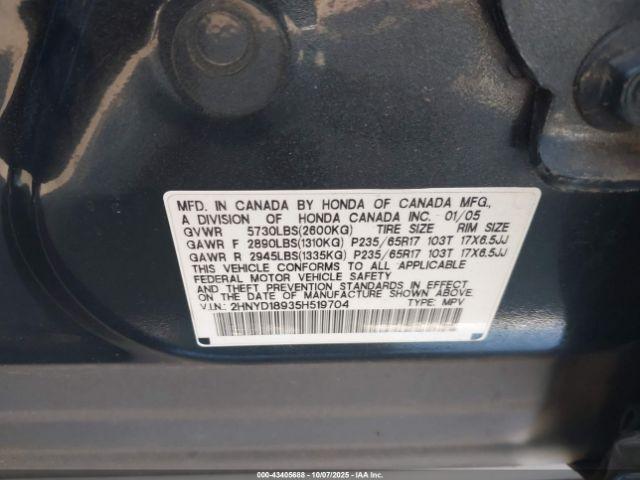 MFD. IN CANADA BY HONDA OF CANADA MFG.,
A DIVISION OF HONDA CANADA INC. 01/05
GVWR 5730LBS(2600KG) TIRE SIZE RIM SIZE
GAWR F 2890LBS(1310KG) P235/65R17 103T 17X6.5JJ
GAWR R 2945LBS(1335KG) P235/65R17 103T 17X6.5JJ
THIS VEHICLE CONFORMS TO ALL APPLICABLE
FEDERAL MOTOR VEHICLE SAFETY
AND THEFT PREVENTION STANDARDS IN EFFECT
ON THE DATE OF MANUFACTURE SHOWN ABOVE.
V.I.N.: 2HNYD18935H519704 TYPE: MPV
© 43405688 - 10/07/2025 - IAA Inc.